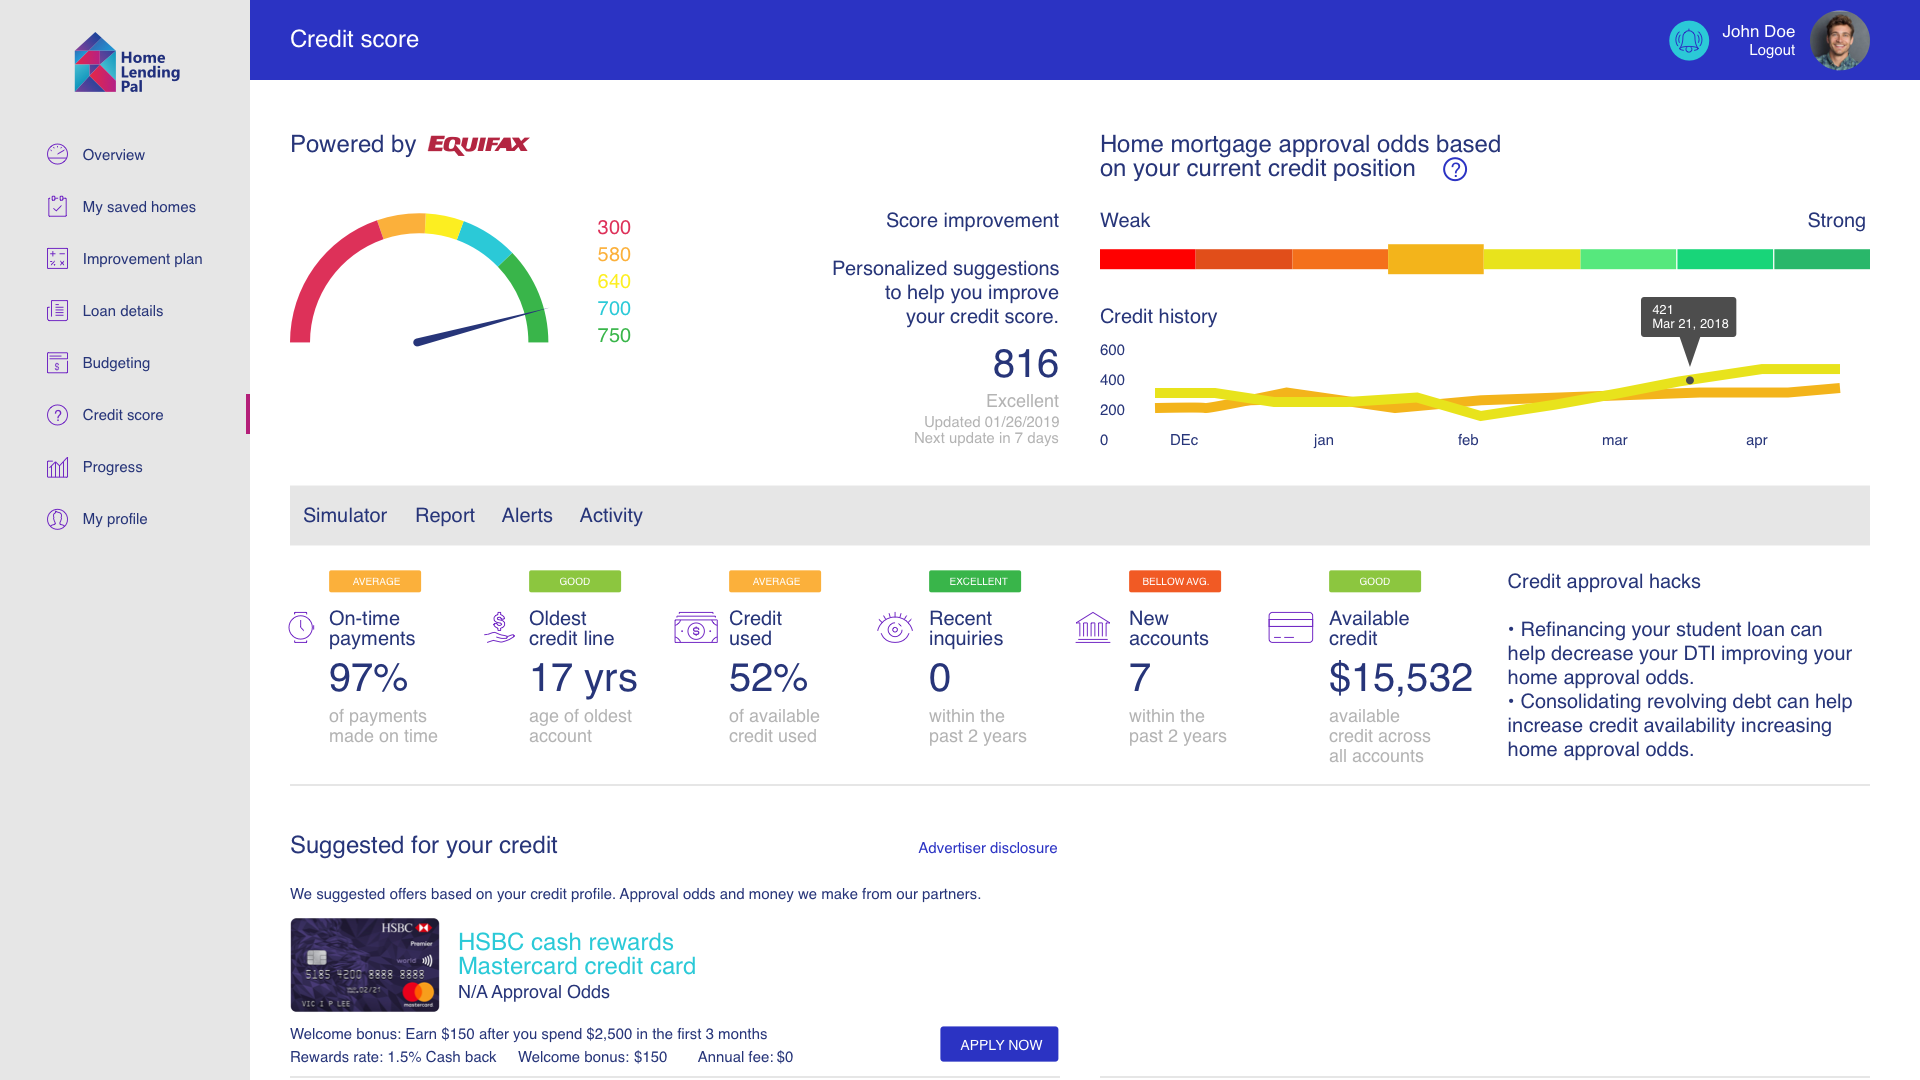 Home
Lending
Pal
Overview
My saved homes
Improvement plan
Loan details
Budgeting
Credit score
Progress
My profile
Credit score
John Doe
Logout
Powered by EQUIFAX
300
580
640
700
750
Score improvement
Personalized suggestions
to help you improve
your credit score.
816
Excellent
Updated 01/26/2019
Next update in 7 days
Home mortgage approval odds based
on your current credit position ?
Weak Strong
Credit history
421
Mar 21, 2018
600
400
200
0 DEc jan feb mar apr
Simulator Report Alerts Activity
AVERAGE
On-time
payments
97%
of payments
made on time
GOOD
Oldest
credit line
17 yrs
age of oldest
account
AVERAGE
Credit
used
52%
of available
credit used
EXCELLENT
Recent
inquiries
0
within the
past 2 years
BELLOW AVG.
New
accounts
7
within the
past 2 years
GOOD
Available
credit
$15,532
available
credit across
all accounts
Credit approval hacks
• Refinancing your student loan can
help decrease your DTI improving your
home approval odds.
• Consolidating revolving debt can help
increase credit availability increasing
home approval odds.
Suggested for your credit
Advertiser disclosure
We suggested offers based on your credit profile. Approval odds and money we make from our partners.
HSBC
Premier
world
5185 4200 8888 8888
02/21
VIC I P LEE
mastercard
HSBC cash rewards
Mastercard credit card
N/A Approval Odds
Welcome bonus: Earn $150 after you spend $2,500 in the first 3 months
Rewards rate: 1.5% Cash back Welcome bonus: $150 Annual fee: $0
APPLY NOW